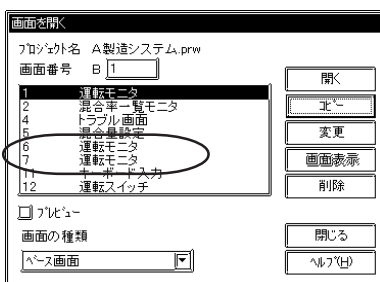 画面を開く
プロジェクト名 A製造システム.prw
画面番号 B 1
1 運転モニタ
2 混合率一覧モニタ
4 トラブル画面
5 混合量設定
6 運転モニタ
7 運転モニタ
11 キーボード入力
12 運転スイッチ
プレビュー
画面の種類
ベース画面
開く
コピー
変更
画面表示
削除
閉じる
ヘルプ(H)